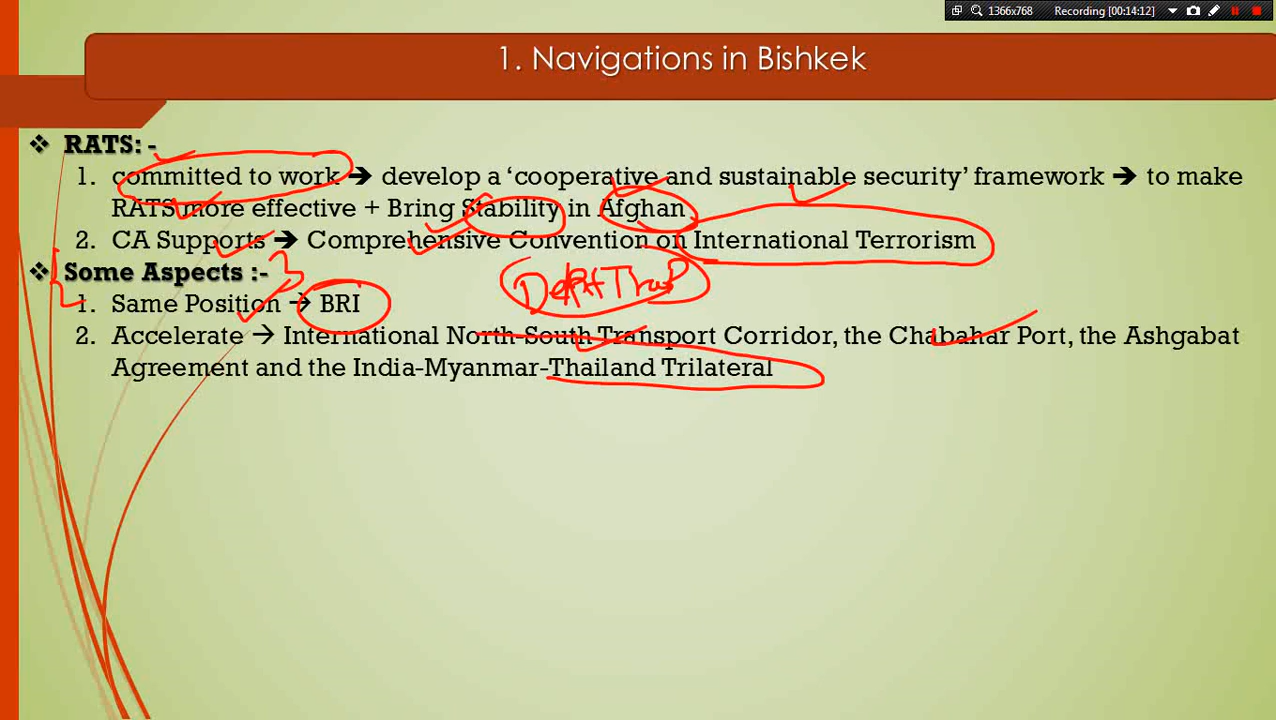 1366x768 Recording [00:14:12]
1. Navigations in Bishkek
❖ RATS: -
1. committed to work ➔ develop a ‘cooperative and sustainable security’ framework ➔ to make
RATS more effective + Bring Stability in Afghan
2. CA Supports ➔ Comprehensive Convention on International Terrorism
❖ Some Aspects :-
Debt Trap
1. Same Position → BRI
2. Accelerate → International North-South Transport Corridor, the Chabahar Port, the Ashgabat
Agreement and the India-Myanmar-Thailand Trilateral